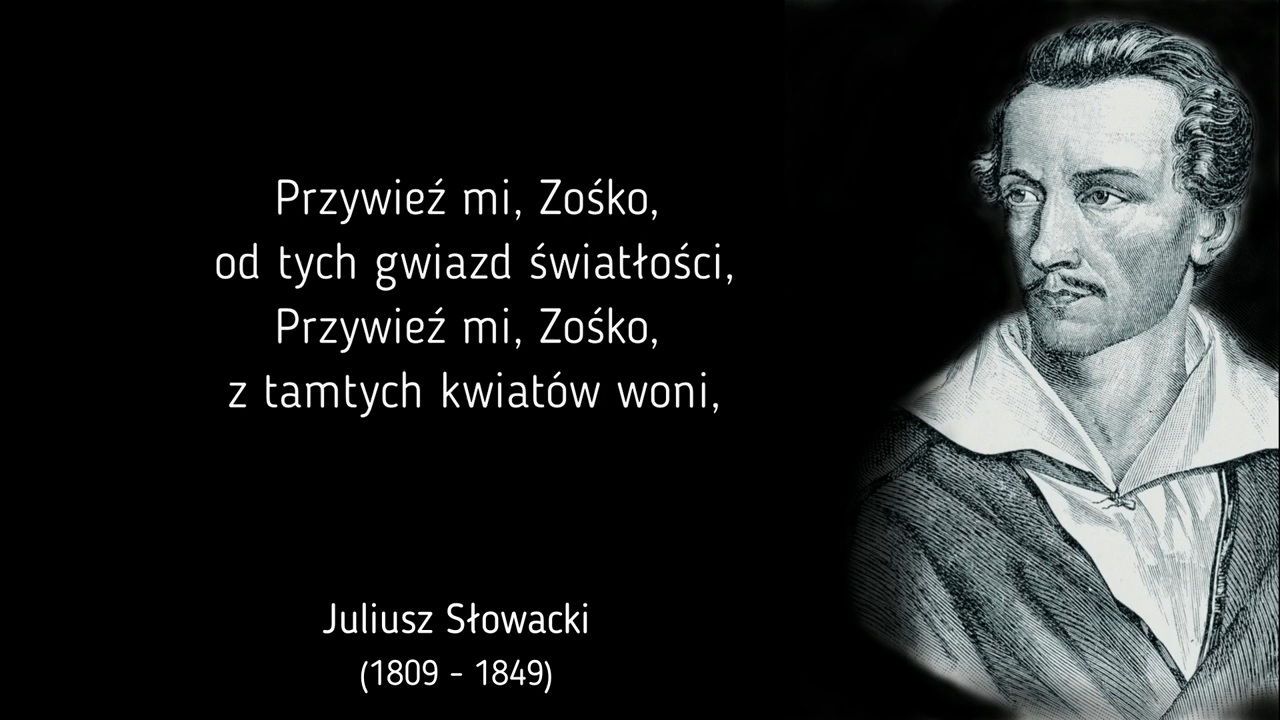 Przywieź mi, Zośko,
od tych gwiazd światłości,
Przywieź mi, Zośko,
z tamtych kwiatów woni,
Juliusz Słowacki
(1809 - 1849)